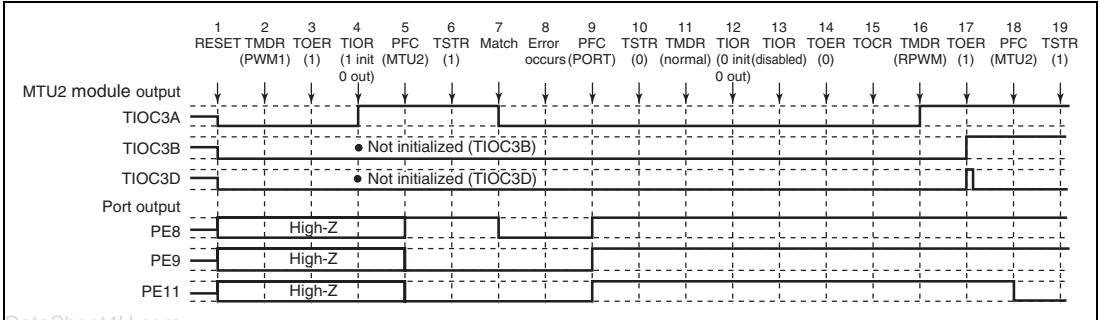 1 2 3 4 5 6 7 8 9 10 11 12 13 14 15 16 17 18 19
RESET TMDR TOER TIOR PFC TSTR Match Error PFC TSTR TMDR TIOR TIOR TOER TOCR TMDR TOER PFC TSTR
(PWM1) (1) (1 init (MTU2) (1) occurs (PORT) (0) (normal) (0 init (disabled) (0) (RPWM) (1) (MTU2) (1)
0 out) 0 out)
MTU2 module output
TIOC3A
TIOC3B • Not initialized (TIOC3B)
TIOC3D • Not initialized (TIOC3D)
Port output
PE8 High-Z
PE9 High-Z
PE11 High-Z